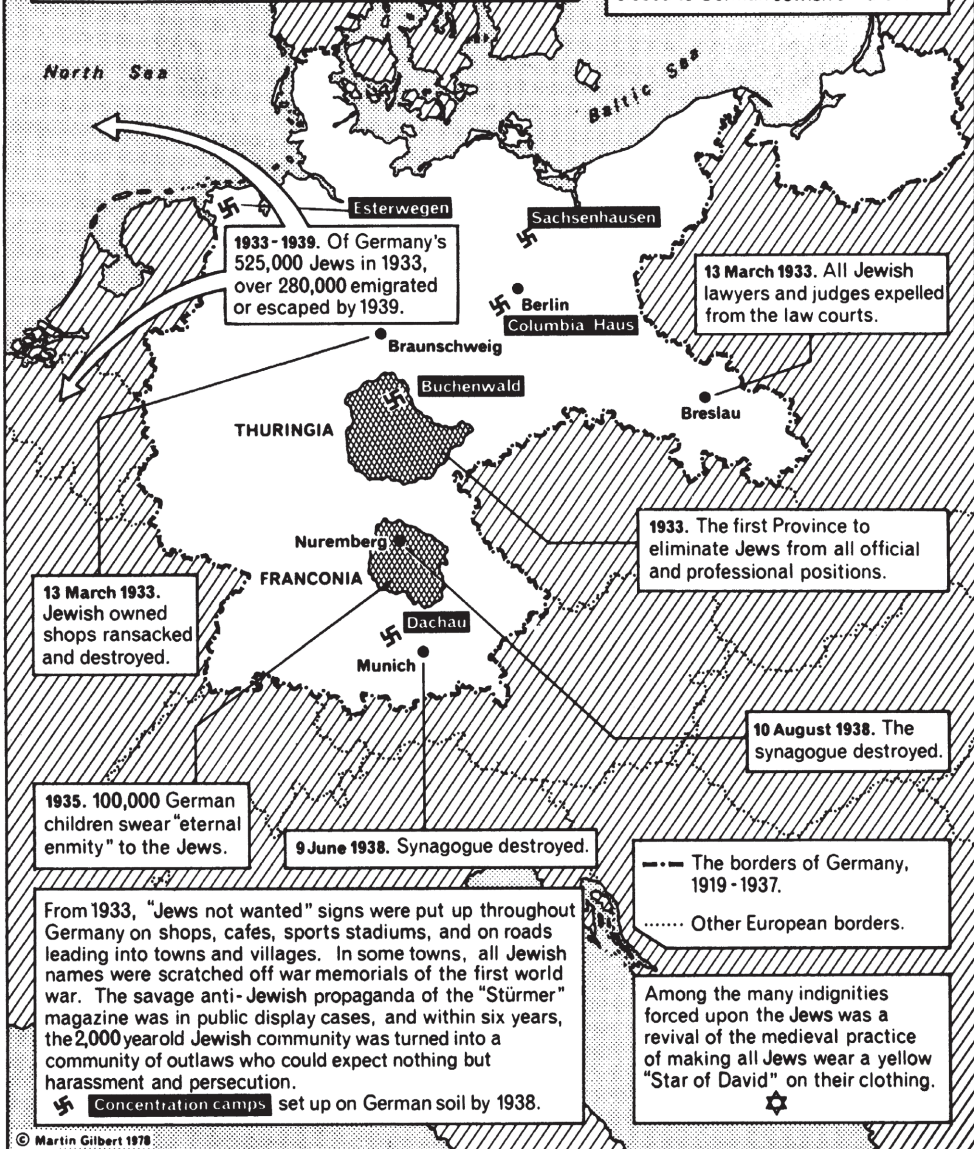 North Sea
Baltic Sea
Esterwegen
Sachsenhausen
1933-1939. Of Germany's
525,000 Jews in 1933,
over 280,000 emigrated
or escaped by 1939.
13 March 1933. All Jewish
lawyers and judges expelled
from the law courts.
Berlin
Columbia Haus
Braunschweig
Buchenwald
Breslau
THURINGIA
1933. The first Province to
eliminate Jews from all official
and professional positions.
Nuremberg
FRANCONIA
13 March 1933.
Jewish owned
shops ransacked
and destroyed.
Dachau
Munich
10 August 1938. The
synagogue destroyed.
1935. 100,000 German
children swear "eternal
enmity" to the Jews.
9 June 1938. Synagogue destroyed.
The borders of Germany,
1919-1937.
Other European borders.
From 1933, "Jews not wanted" signs were put up throughout
Germany on shops, cafes, sports stadiums, and on roads
leading into towns and villages. In some towns, all Jewish
names were scratched off war memorials of the first world
war. The savage anti-Jewish propaganda of the "Stürmer"
magazine was in public display cases, and within six years,
the 2,000 yearold Jewish community was turned into a
community of outlaws who could expect nothing but
harassment and persecution.
Concentration camps set up on German soil by 1938.
Among the many indignities
forced upon the Jews was a
revival of the medieval practice
of making all Jews wear a yellow
"Star of David" on their clothing.
© Martin Gilbert 1978